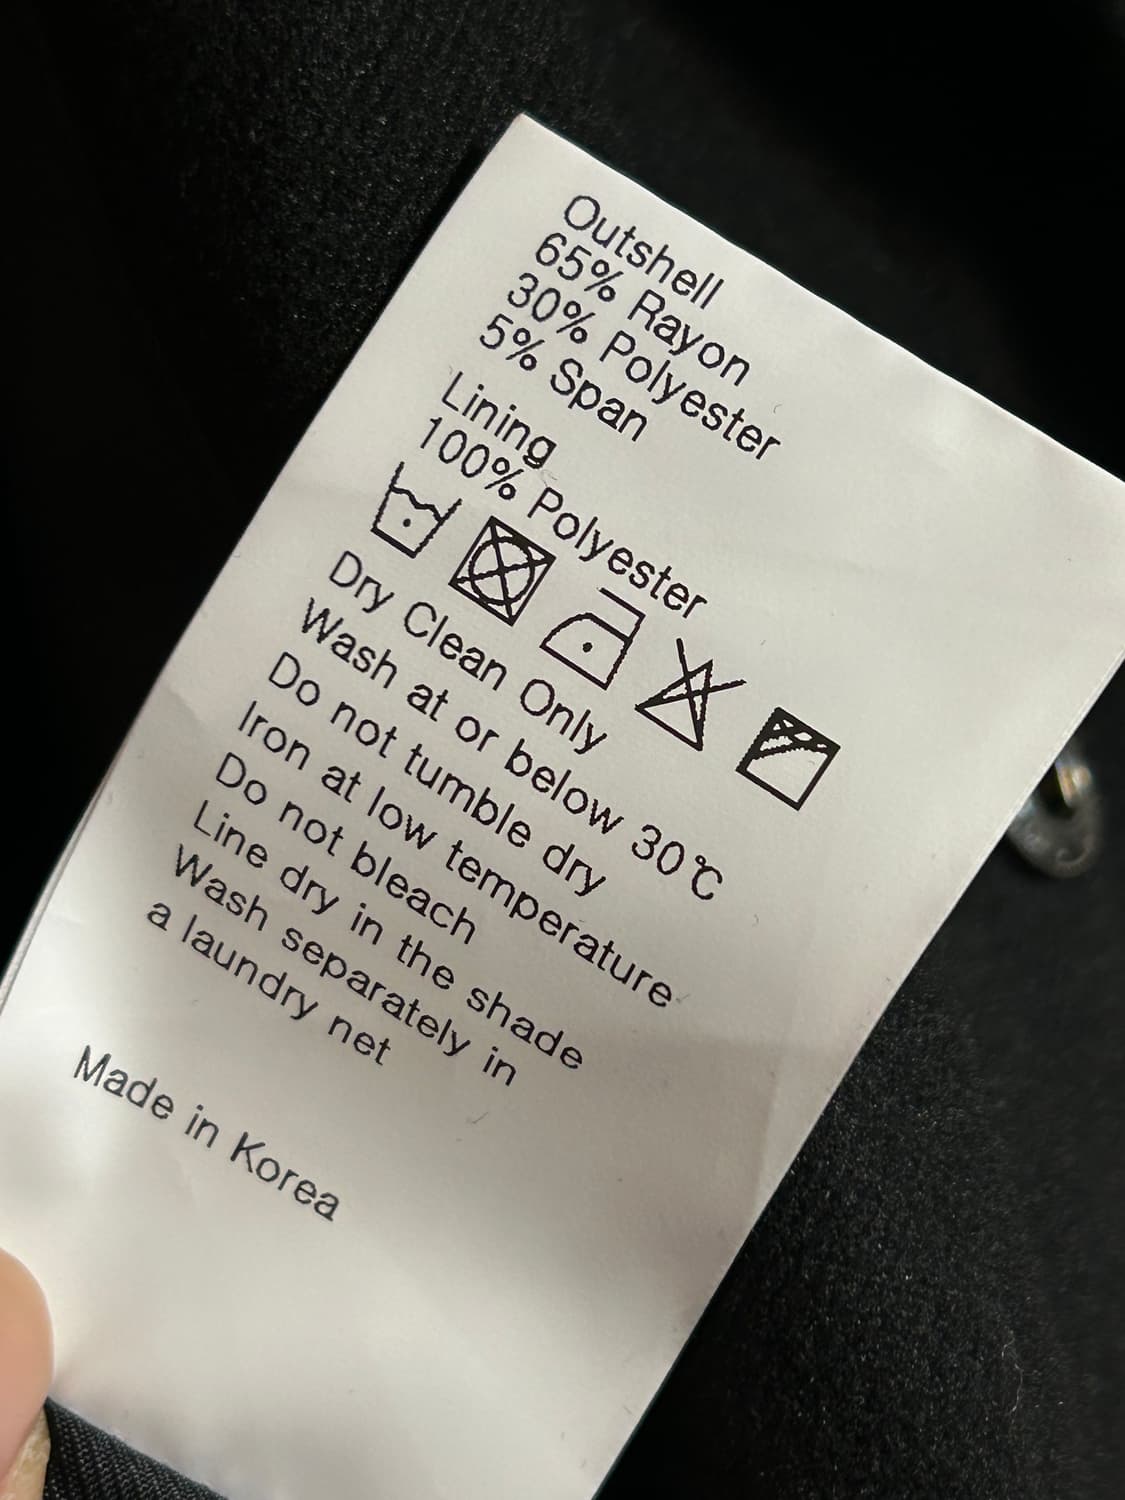 Outshell
65% Rayon
30% Polyester
5% Span
Lining
100% Polyester
Dry Clean Only
Wash at or below 30℃
Do not tumble dry
Iron at low temperature
Do not bleach
Line dry in the shade
Wash separately in
a laundry net
Made in Korea